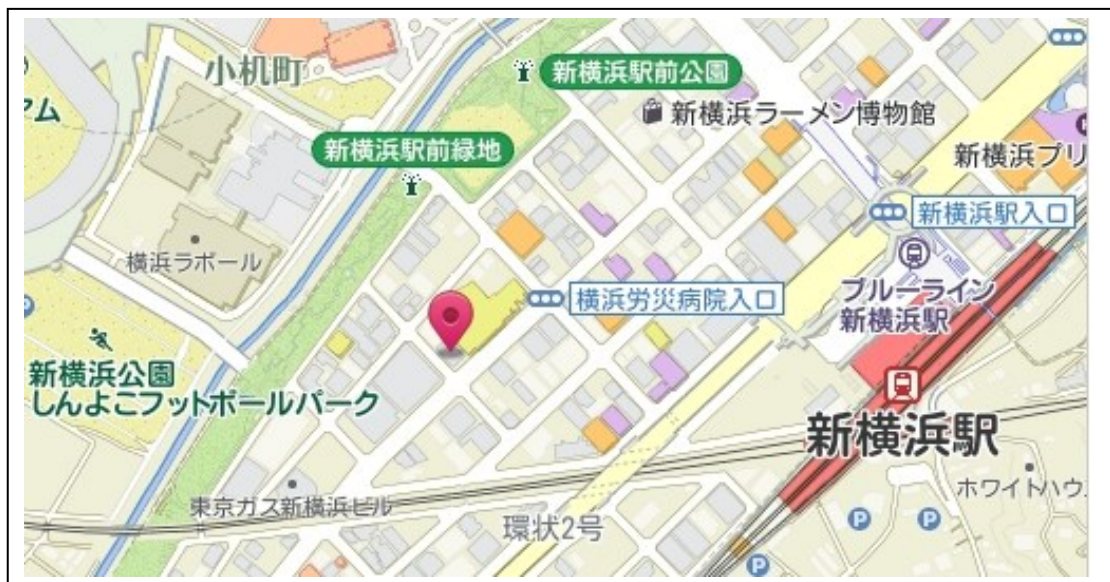 小机町
新横浜駅前公園
新横浜ラーメン博物館
アム
新横浜駅前緑地
新横浜プリ
新横浜駅入口
横浜ラポール
ブルーライン
新横浜駅
横浜労災病院入口
新横浜公園
しんよこフットボールパーク
新横浜駅
東京ガス新横浜ビル
ホワイトハウ
環状2号
P
P
P